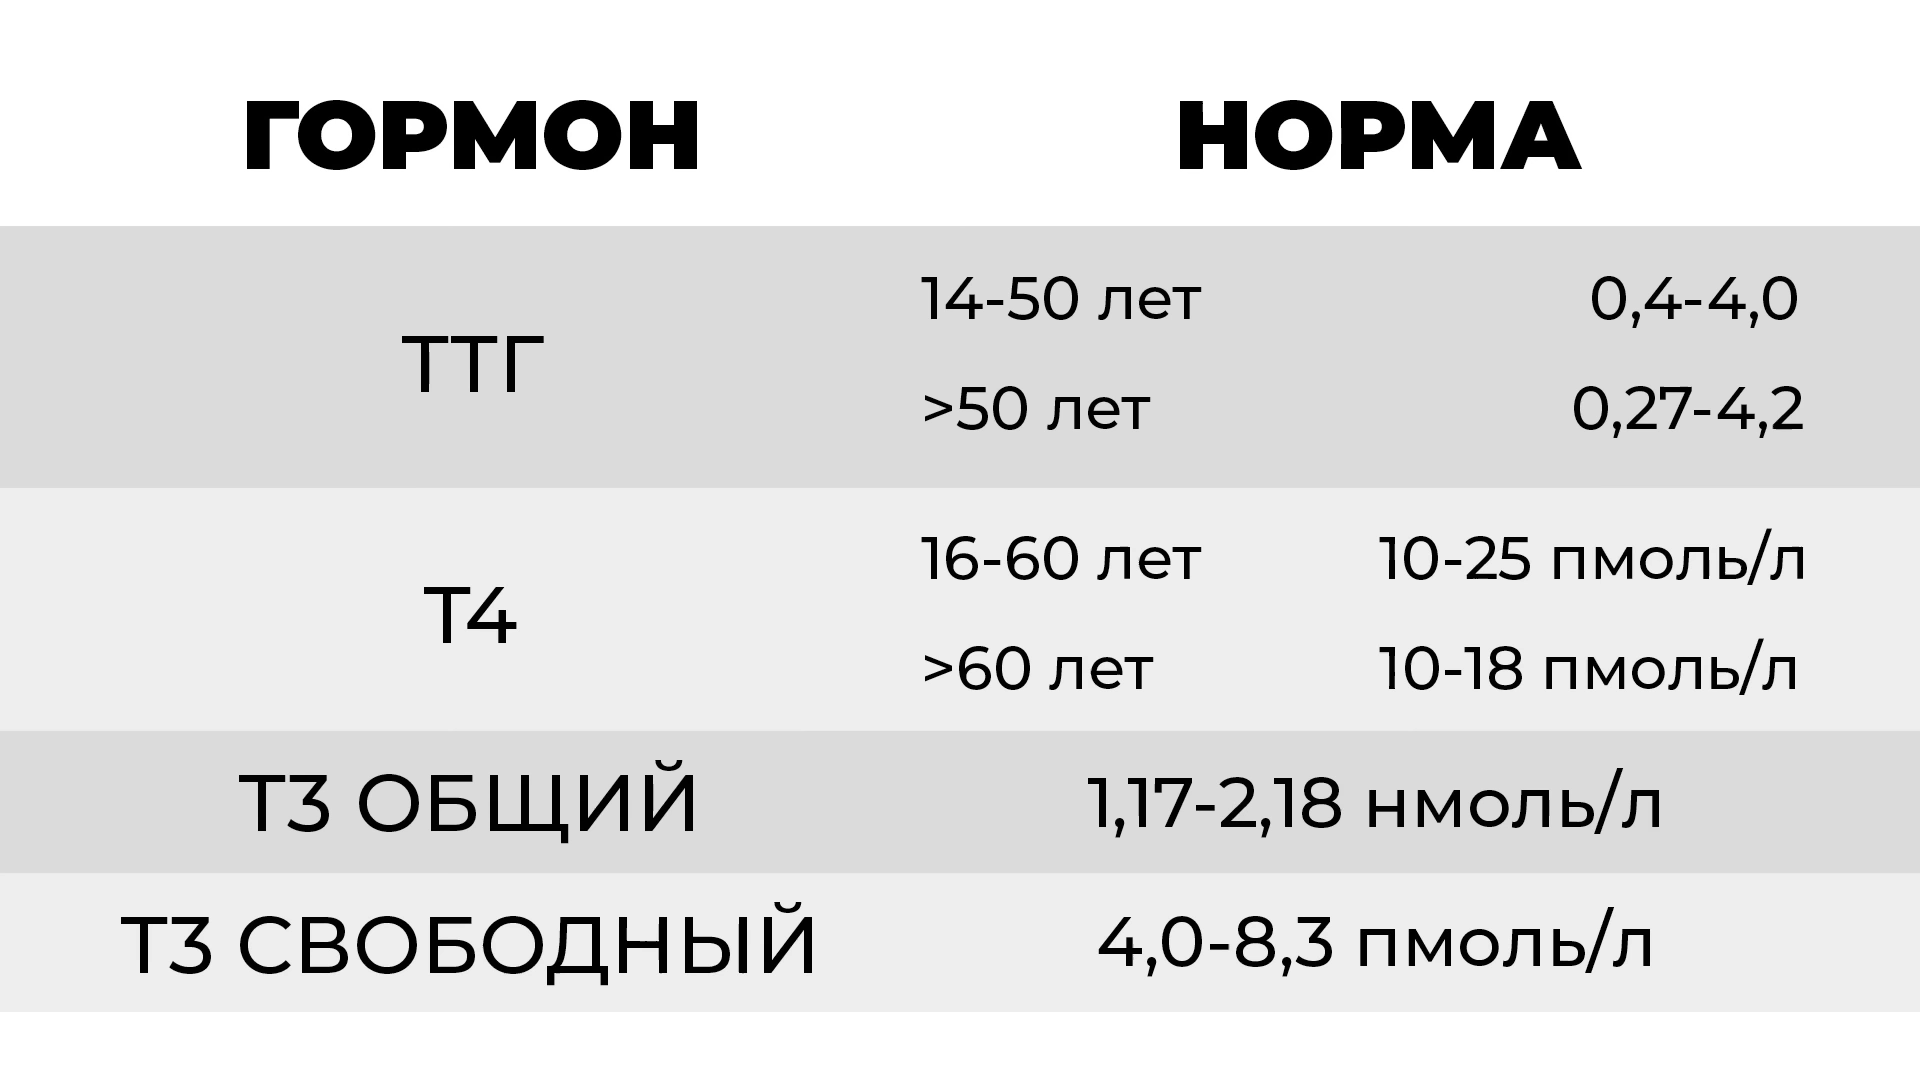 ГОРМОН НОРМА
ТТГ
14-50 лет 0,4-4,0
>50 лет 0,27-4,2
Т4
16-60 лет 10-25 пмоль/л
>60 лет 10-18 пмоль/л
Т3 ОБЩИЙ 1,17-2,18 нмоль/л
Т3 СВОБОДНЫЙ 4,0-8,3 пмоль/л